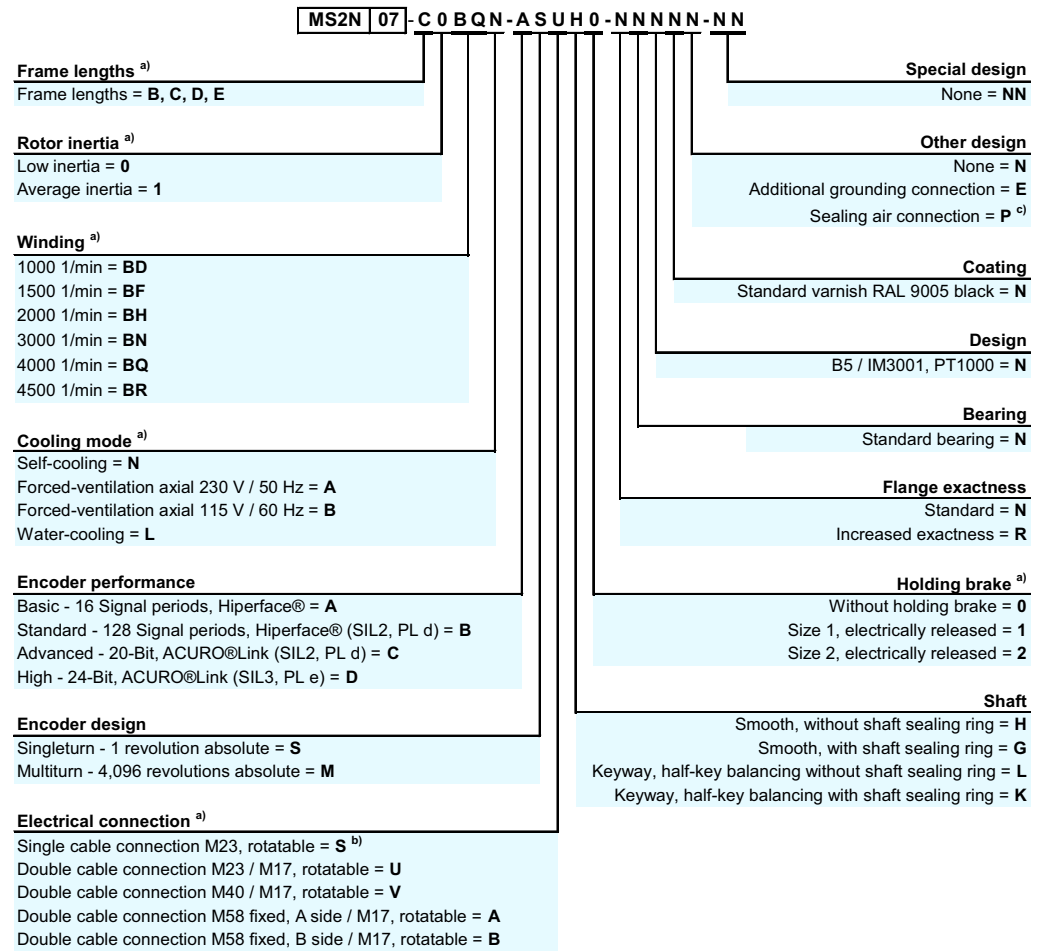 MS2N 07 - C 0 B Q N - A S U H 0 - N N N N N - N N
Frame lengths a)
Frame lengths = B, C, D, E
Rotor inertia a)
Low inertia = 0
Average inertia = 1
Winding a)
1000 1/min = BD
1500 1/min = BF
2000 1/min = BH
3000 1/min = BN
4000 1/min = BQ
4500 1/min = BR
Cooling mode a)
Self-cooling = N
Forced-ventilation axial 230 V / 50 Hz = A
Forced-ventilation axial 115 V / 60 Hz = B
Water-cooling = L
Encoder performance
Basic - 16 Signal periods, Hiperface® = A
Standard - 128 Signal periods, Hiperface® (SIL2, PL d) = B
Advanced - 20-Bit, ACURO®Link (SIL2, PL d) = C
High - 24-Bit, ACURO®Link (SIL3, PL e) = D
Encoder design
Singleturn - 1 revolution absolute = S
Multiturn - 4,096 revolutions absolute = M
Electrical connection a)
Single cable connection M23, rotatable = S b)
Double cable connection M23 / M17, rotatable = U
Double cable connection M40 / M17, rotatable = V
Double cable connection M58 fixed, A side / M17, rotatable = A
Double cable connection M58 fixed, B side / M17, rotatable = B
Special design
None = NN
Other design
None = N
Additional grounding connection = E
Sealing air connection = P c)
Coating
Standard varnish RAL 9005 black = N
Design
B5 / IM3001, PT1000 = N
Bearing
Standard bearing = N
Flange exactness
Standard = N
Increased exactness = R
Holding brake a)
Without holding brake = 0
Size 1, electrically released = 1
Size 2, electrically released = 2
Shaft
Smooth, without shaft sealing ring = H
Smooth, with shaft sealing ring = G
Keyway, half-key balancing without shaft sealing ring = L
Keyway, half-key balancing with shaft sealing ring = K